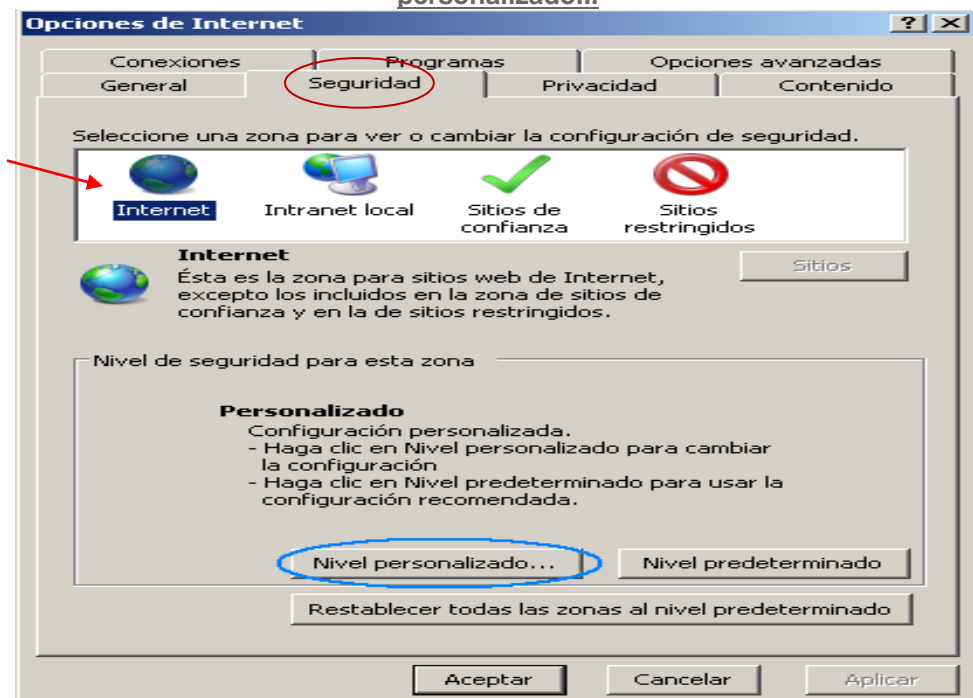 personalizado...
Opciones de Internet
Conexiones Programas Opciones avanzadas
General Seguridad Privacidad Contenido
Seleccione una zona para ver o cambiar la configuración de seguridad.
Internet Intranet local Sitios de confianza Sitios restringidos
Internet
Ésta es la zona para sitios web de Internet,
excepto los incluidos en la zona de sitios de
confianza y en la de sitios restringidos.
Sitios
Nivel de seguridad para esta zona
Personalizado
Configuración personalizada.
- Haga clic en Nivel personalizado para cambiar
la configuración
- Haga clic en Nivel predeterminado para usar la
configuración recomendada.
Nivel personalizado... Nivel predeterminado
Restablecer todas las zonas al nivel predeterminado
Aceptar Cancelar Aplicar